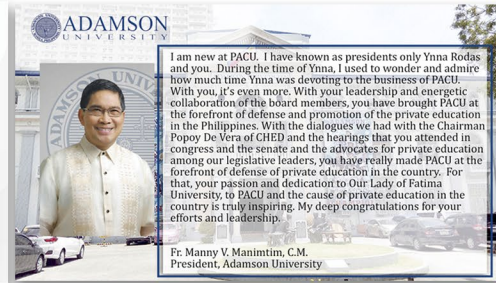 ADAMSON
UNIVERSITY
I am new at PACU. I have known as presidents only Ynna Rodas
and you. During the time of Ynna, I used to wonder and admire
how much time Ynna was devoting to the business of PACU.
With you, it's even more. With your leadership and energetic
collaboration of the board members, you have brought PACU at
the forefront of defense and promotion of the private education
in the Philippines. With the dialogues we had with the Chairman
Popoy De Vera of CHED and the hearings that you attended in
congress and the senate and the advocates for private education
among our legislative leaders, you have really made PACU at the
forefront of defense of private education in the country. For
that, your passion and dedication to Our Lady of Fatima
University, to PACU and the cause of private education in the
country is truly inspiring. My deep congratulations for your
efforts and leadership.
Fr. Manny V. Manimtim, C.M.
President, Adamson University